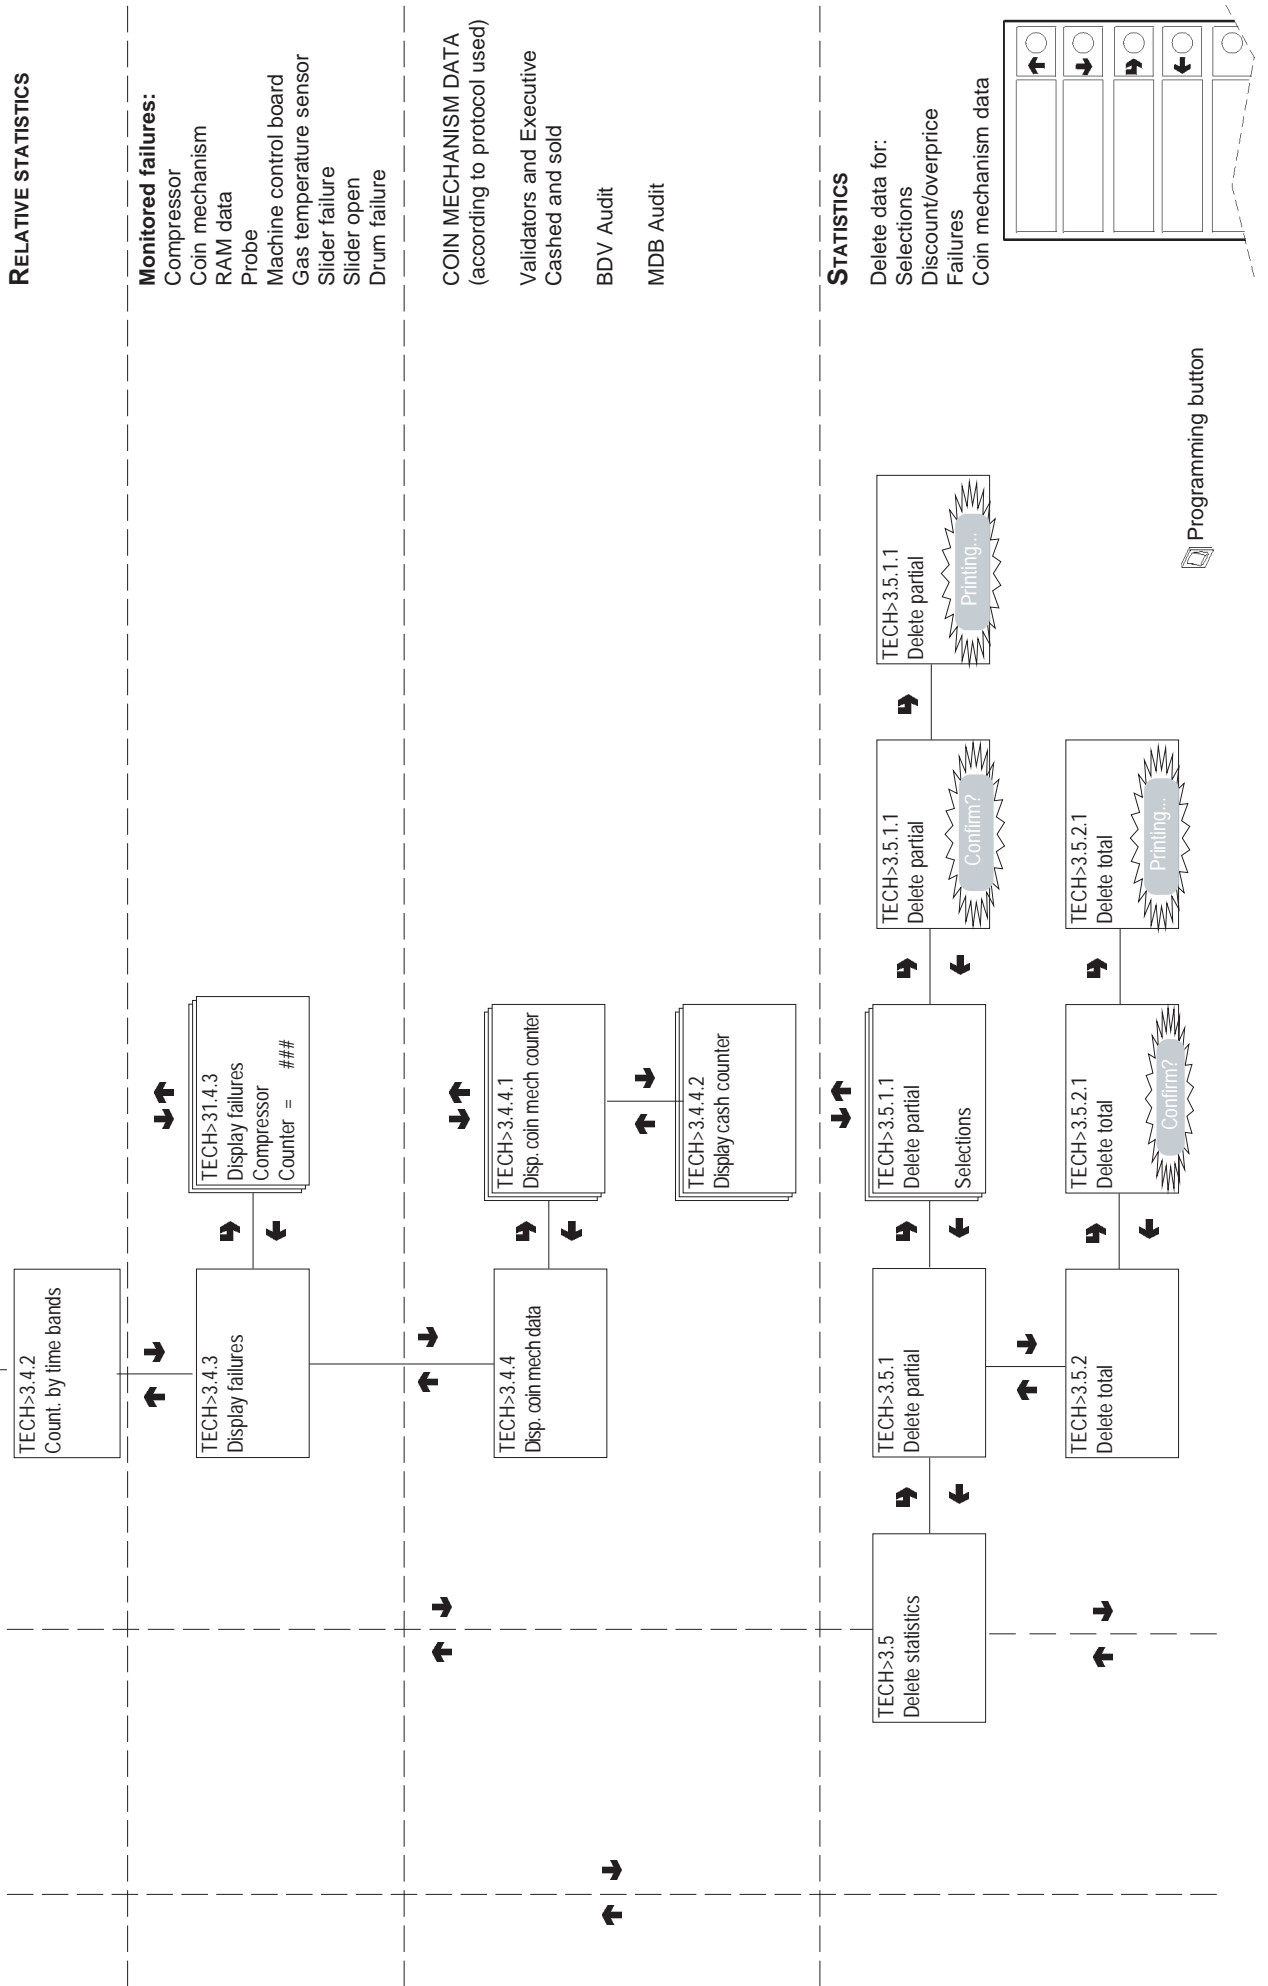 RELATIVE STATISTICS
TECH>3.4.2
Count. by time bands
Monitored failures:
Compressor
Coin mechanism
RAM data
Probe
Machine control board
Gas temperature sensor
Slider failure
Slider open
Drum failure
TECH>3.4.3
Display failures
TECH>31.4.3
Display failures
Compressor
Counter = ###
COIN MECHANISM DATA
(according to protocol used)
Validators and Executive
Cashed and sold
BDV Audit
MDB Audit
TECH>3.4.4
Disp. coin mech data
TECH>3.4.4.1
Disp. coin mech counter
TECH>3.4.4.2
Display cash counter
STATISTICS
Delete data for:
Selections
Discount/overprice
Failures
Coin mechanism data
TECH>3.5
Delete statistics
TECH>3.5.1
Delete partial
TECH>3.5.1.1
Delete partial
Selections
TECH>3.5.1.1
Delete partial
Confirm?
TECH>3.5.1.1
Delete partial
Printing...
TECH>3.5.2
Delete total
TECH>3.5.2.1
Delete total
Confirm?
TECH>3.5.2.1
Delete total
Printing...
Programming button